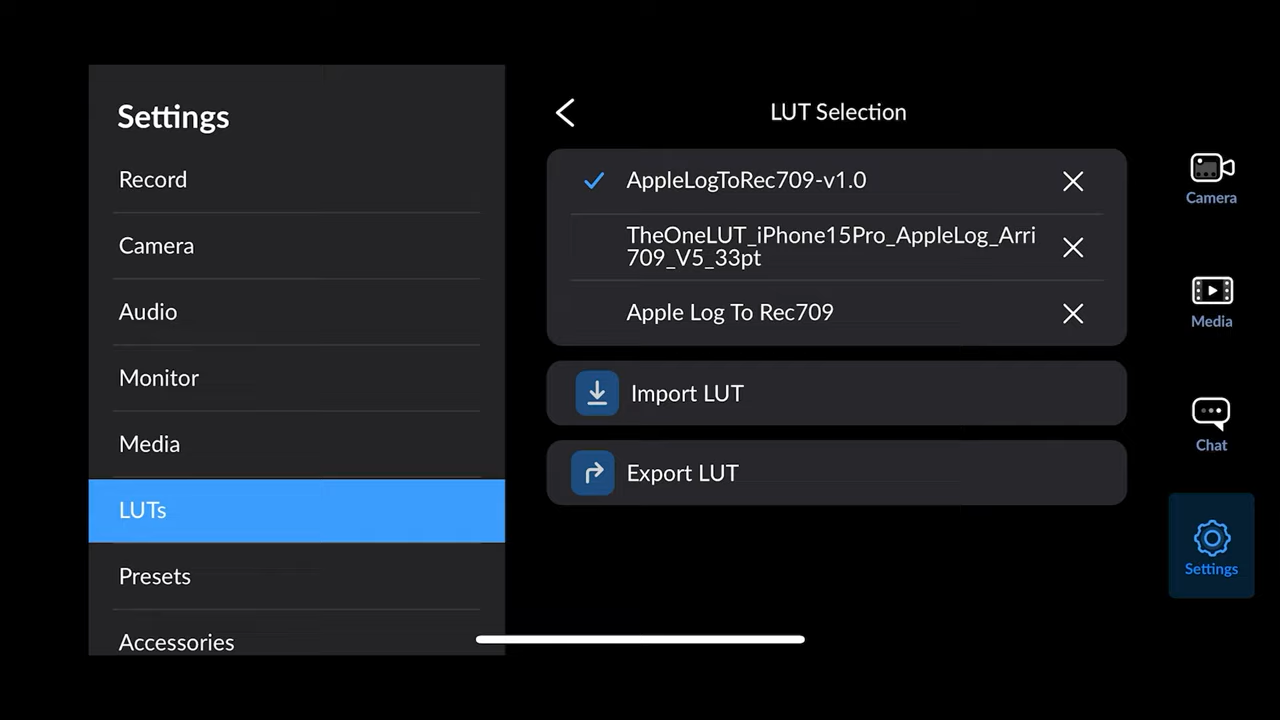 Settings
Record
Camera
Audio
Monitor
Media
LUTs
Presets
Accessories
LUT Selection
AppleLogToRec709-v1.0
TheOneLUT_iPhone15Pro_AppleLog_Arri
709_V5_33pt
Apple Log To Rec709
Import LUT
Export LUT
Camera
Media
Chat
Settings